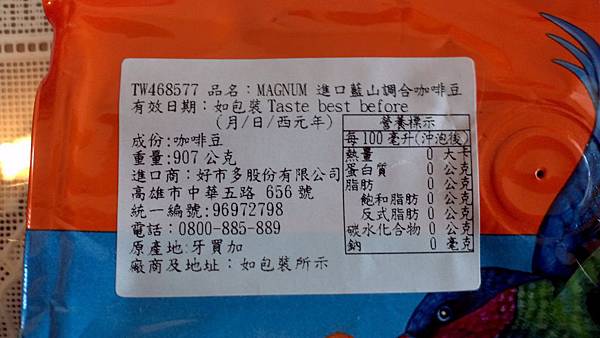 TW468577 品名：MAGNUM 進口藍山調合咖啡豆
有效日期：如包裝Taste best before
(月/日/西元年)
成份:咖啡豆
重量:907 公克
進口商：好市多股份有限公司
高雄市中華五路 656 號
統一編號:96972798
電話：0800-885-889
原產地:牙買加
廠商及地址：如包裝所示
營養標示
每100 毫升(沖泡後)
熱量 0 大卡
蛋白質 0 公克
脂肪 0 公克
飽和脂肪 0 公克
反式脂肪 0 公克
碳水化合物 0 公克
鈉 0 毫克